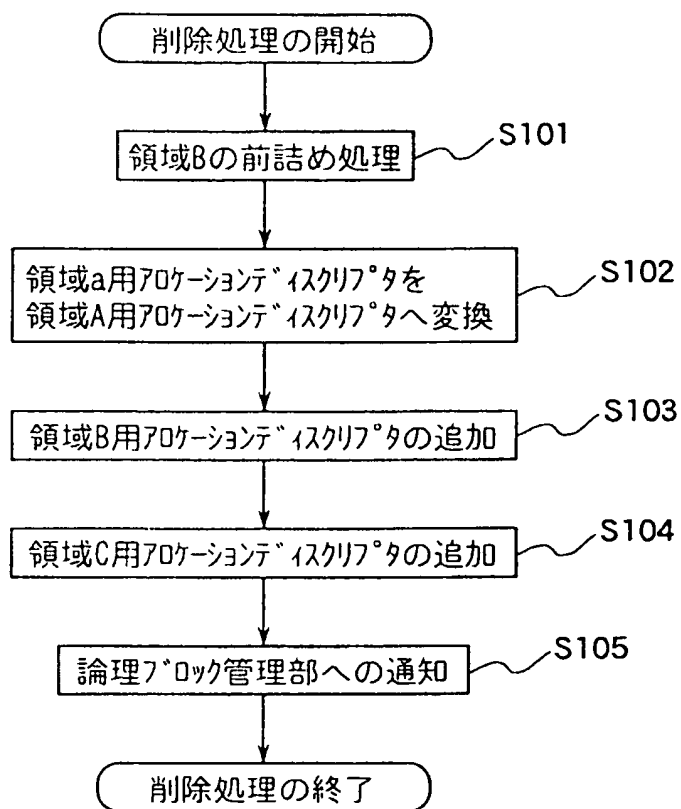 削除処理の開始
領域Bの前詰め処理
S101
領域a用ｱﾛｹｰｼｮﾝﾃﾞｨｽｸﾘﾌﾟﾀを
領域A用ｱﾛｹｰｼｮﾝﾃﾞｨｽｸﾘﾌﾟﾀへ変換
S102
領域B用ｱﾛｹｰｼｮﾝﾃﾞｨｽｸﾘﾌﾟﾀの追加
S103
領域C用ｱﾛｹｰｼｮﾝﾃﾞｨｽｸﾘﾌﾟﾀの追加
S104
論理ﾌﾞﾛｯｸ管理部への通知
S105
削除処理の終了